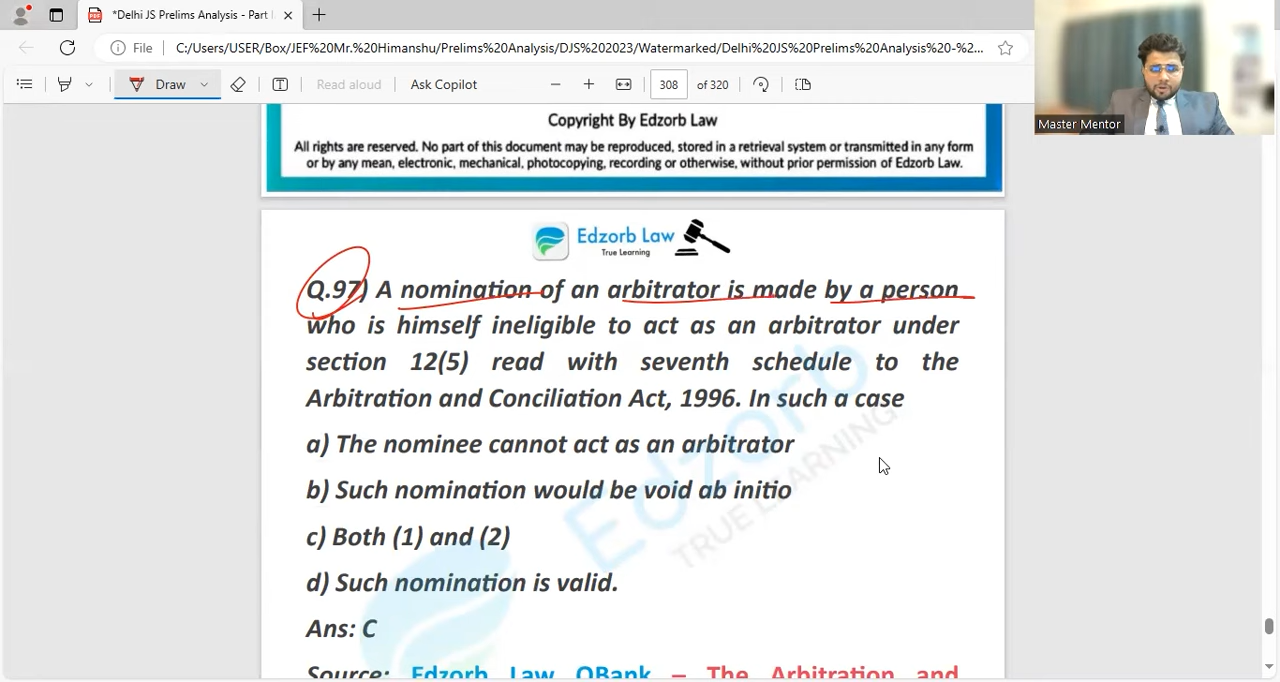 *Delhi JS Prelims Analysis - Part
File C:/Users/USER/Box/JEF%20Mr.%20Himanshu/Prelims%20Analysis/DJS%202023/Watermarked/Delhi%20JS%20Prelims%20Analysis%20-%2...
Draw Read aloud Ask Copilot 308 of 320
Master Mentor
Copyright By Edzorb Law
All rights are reserved. No part of this document may be reproduced, stored in a retrieval system or transmitted in any form
or by any mean, electronic, mechanical, photocopying, recording or otherwise, without prior permission of Edzorb Law.
Edzorb Law
True Learning
Q.97) A nomination of an arbitrator is made by a person
who is himself ineligible to act as an arbitrator under
section 12(5) read with seventh schedule to the
Arbitration and Conciliation Act, 1996. In such a case
a) The nominee cannot act as an arbitrator
b) Such nomination would be void ab initio
c) Both (1) and (2)
d) Such nomination is valid.
Ans: C
Source: Edzorb Law QBank – The Arbitration and
Edzorb
TRUE LEARNING